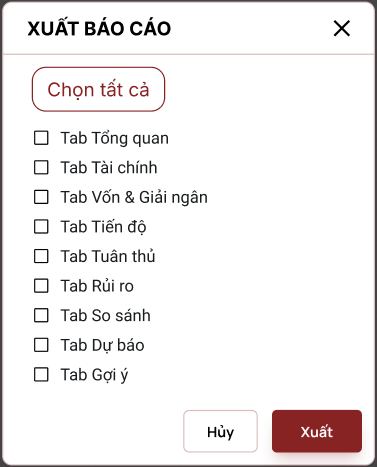 XUẤT BÁO CÁO
Chọn tất cả
Tab Tổng quan
Tab Tài chính
Tab Vốn & Giải ngân
Tab Tiến độ
Tab Tuân thủ
Tab Rủi ro
Tab So sánh
Tab Dự báo
Tab Gợi ý
Hủy
Xuất